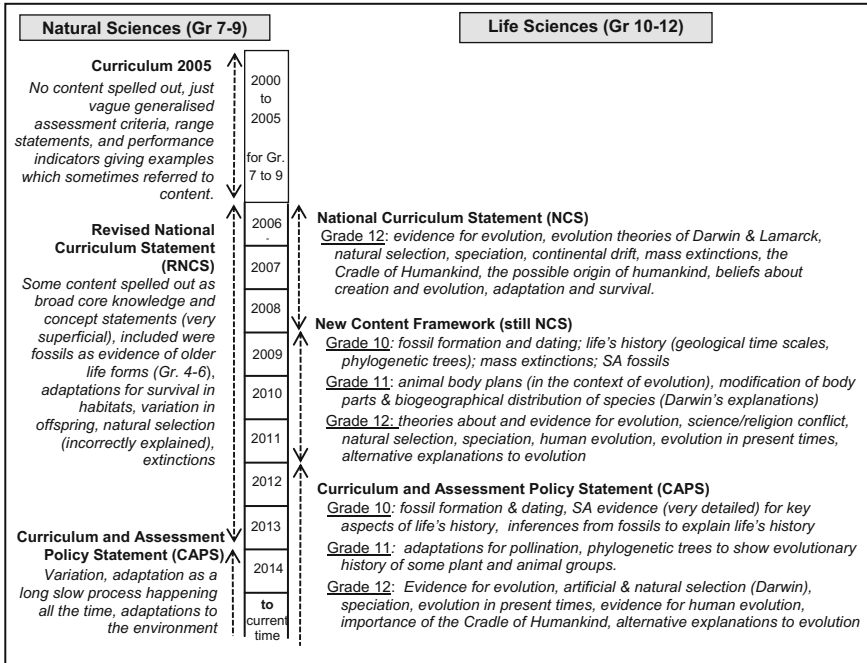 Natural Sciences (Gr 7-9)
Life Sciences (Gr 10-12)
Curriculum 2005
No content spelled out, just
vague generalised
assessment criteria, range
statements, and performance
indicators giving examples
which sometimes referred to
content.
Revised National
Curriculum Statement
(RNCS)
Some content spelled out as
broad core knowledge and
concept statements (very
superficial), included were
fossils as evidence of older
life forms (Gr. 4-6),
adaptations for survival in
habitats, variation in
offspring, natural selection
(incorrectly explained),
extinctions
Curriculum and Assessment
Policy Statement (CAPS)
Variation, adaptation as a
long slow process happening
all the time, adaptations to
the environment
2000
to
2005
for Gr.
7 to 9
2006
.
2007
2008
2009
2010
2011
2012
2013
2014
to
current
time
National Curriculum Statement (NCS)
Grade 12: evidence for evolution, evolution theories of Darwin & Lamarck,
natural selection, speciation, continental drift, mass extinctions, the
Cradle of Humankind, the possible origin of humankind, beliefs about
creation and evolution, adaptation and survival.
New Content Framework (still NCS)
Grade 10: fossil formation and dating; life's history (geological time scales,
phylogenetic trees); mass extinctions; SA fossils
Grade 11: animal body plans (in the context of evolution), modification of body
parts & biogeographical distribution of species (Darwin's explanations)
Grade 12: theories about and evidence for evolution, science/religion conflict,
natural selection, speciation, human evolution, evolution in present times,
alternative explanations to evolution
Curriculum and Assessment Policy Statement (CAPS)
Grade 10: fossil formation & dating, SA evidence (very detailed) for key
aspects of life's history, inferences from fossils to explain life's history
Grade 11: adaptations for pollination, phylogenetic trees to show evolutionary
history of some plant and animal groups.
Grade 12: Evidence for evolution, artificial & natural selection (Darwin),
speciation, evolution in present times, evidence for human evolution,
importance of the Cradle of Humankind, alternative explanations to evolution